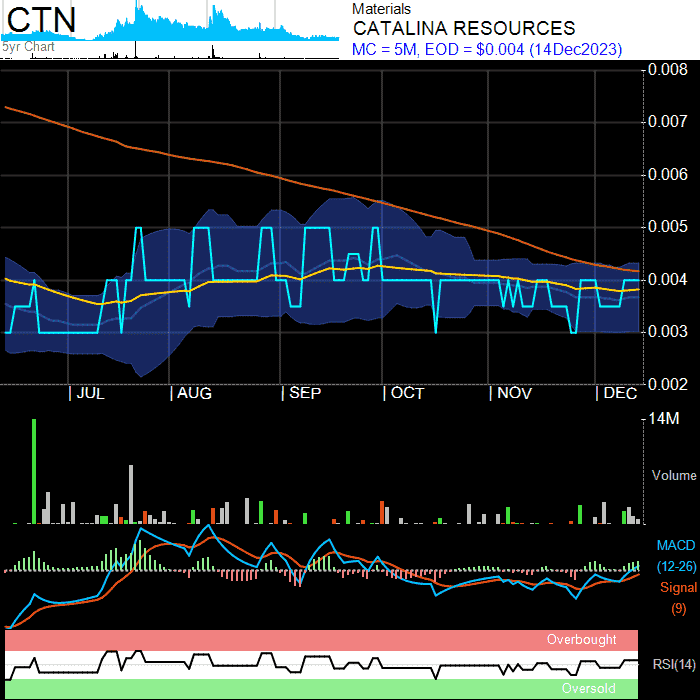 CTN
5yr Chart
Materials
CATALINA RESOURCES
MC = 5M, EOD = $0.004 (14Dec2023)
0.008
0.007
0.006
0.005
0.004
0.003
0.002
JUL AUG SEP OCT NOV DEC
14M
Volume
MACD
(12-26)
Signal
(9)
Overbought
RSI(14)
Oversold